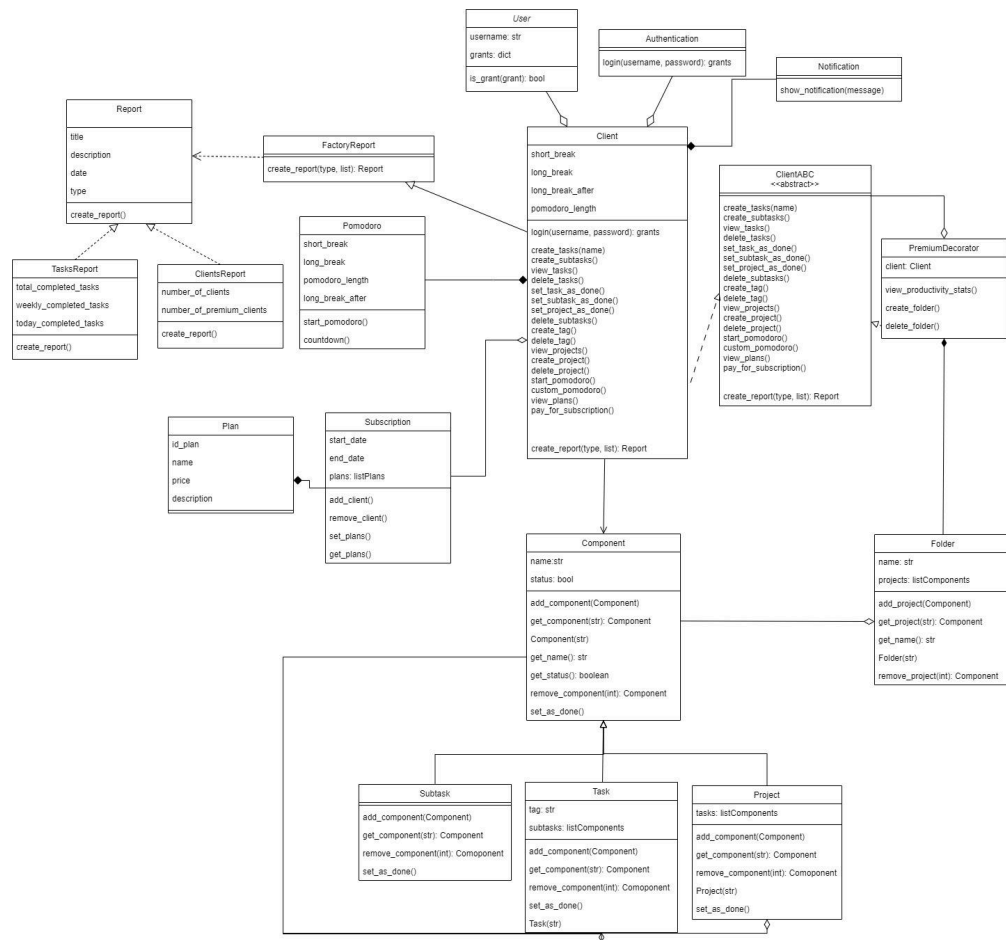 User
username: str
grants: dict
is_grant(grant): bool
Authentication
login(username, password): grants
Notification
show_notification(message)
Report
title
description
date
type
create_report()
FactoryReport
create_report(type, list): Report
Client
short_break
long_break
long_break_after
pomodoro_length
login(username, password): grants
create_tasks(name)
create_subtasks()
view_tasks()
delete_tasks()
set_task_as_done()
set_subtask_as_done()
set_project_as_done()
delete_subtasks()
create_tag()
delete_tag()
view_projects()
create_project()
delete_project()
start_pomodoro()
custom_pomodoro()
view_plans()
pay_for_subscription()
create_report(type, list): Report
ClientABC
<<abstract>>
create_tasks(name)
create_subtasks()
view_tasks()
delete_tasks()
set_task_as_done()
set_subtask_as_done()
set_project_as_done()
delete_subtasks()
create_tag()
delete_tag()
view_projects()
create_project()
delete_project()
start_pomodoro()
custom_pomodoro()
view_plans()
pay_for_subscription()
create_report(type, list): Report
PremiumDecorator
client: Client
view_productivity_stats()
create_folder()
delete_folder()
TasksReport
total_completed_tasks
weekly_completed_tasks
today_completed_tasks
create_report()
ClientsReport
number_of_clients
number_of_premium_clients
create_report()
Pomodoro
short_break
long_break
pomodoro_length
long_break_after
start_pomodoro()
countdown()
Plan
id_plan
name
price
description
Subscription
start_date
end_date
plans: listPlans
add_client()
remove_client()
set_plans()
get_plans()
Component
name:str
status: bool
add_component(Component)
get_component(str): Component
Component(str)
get_name(): str
get_status(): boolean
remove_component(int): Component
set_as_done()
Folder
name: str
projects: listComponents
add_project(Component)
get_project(str): Component
get_name(): str
Folder(str)
remove_project(int): Component
Subtask
add_component(Component)
get_component(str): Component
remove_component(int): Comoponent
set_as_done()
Task
tag: str
subtasks: listComponents
add_component(Component)
get_component(str): Component
remove_component(int): Comoponent
set_as_done()
Task(str)
Project
tasks: listComponents
add_component(Component)
get_component(str): Component
remove_component(int): Comoponent
Project(str)
set_as_done()